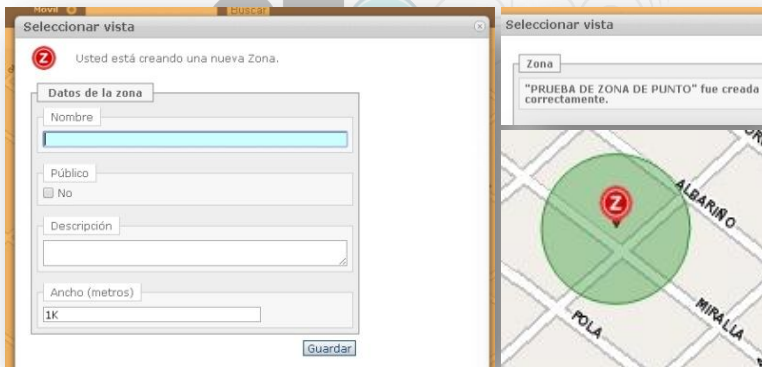 Móvil
Buscar
Seleccionar vista
Z
Usted está creando una nueva Zona.
Datos de la zona
Nombre
Público
No
Descripción
Ancho (metros)
1K
Guardar
Seleccionar vista
Zona
"PRUEBA DE ZONA DE PUNTO" fue creada
correctamente.
Z
ALBARIÑO
MIRALLA
POLA